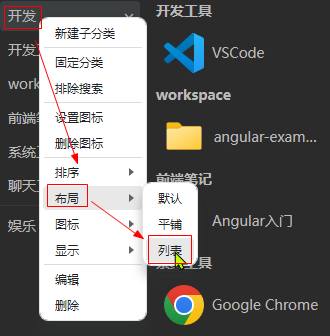 开发
开发
work
前端
系统
聊天
娱乐
新建子分类
固定分类
排除搜索
设置图标
删除图标
排序
布局
图标
显示
编辑
删除
默认
平铺
列表
开发工具
VSCode
workspace
angular-exam...
前端笔记
Angular入门
工具
Google Chrome